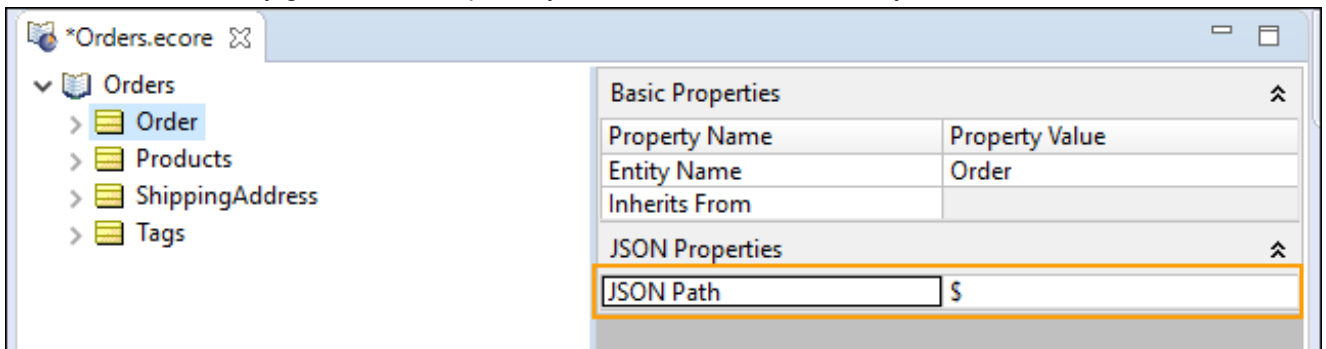 *Orders.ecore
Orders
Order
Products
ShippingAddress
Tags
Basic Properties
Property Name Property Value
Entity Name Order
Inherits From
JSON Properties
JSON Path $